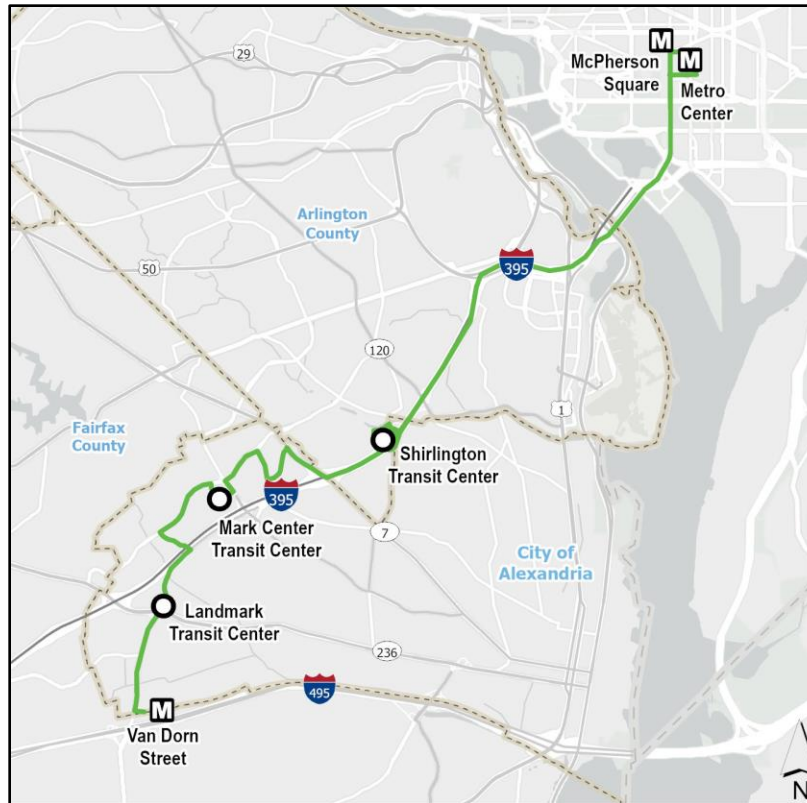 29
M
M
McPherson
Square
Metro
Center
Arlington
County
50
395
120
1
Fairfax
County
Shirlington
Transit Center
395
Mark Center
Transit Center
7
City of
Alexandria
Landmark
Transit Center
236
495
M
Van Dorn
Street
N